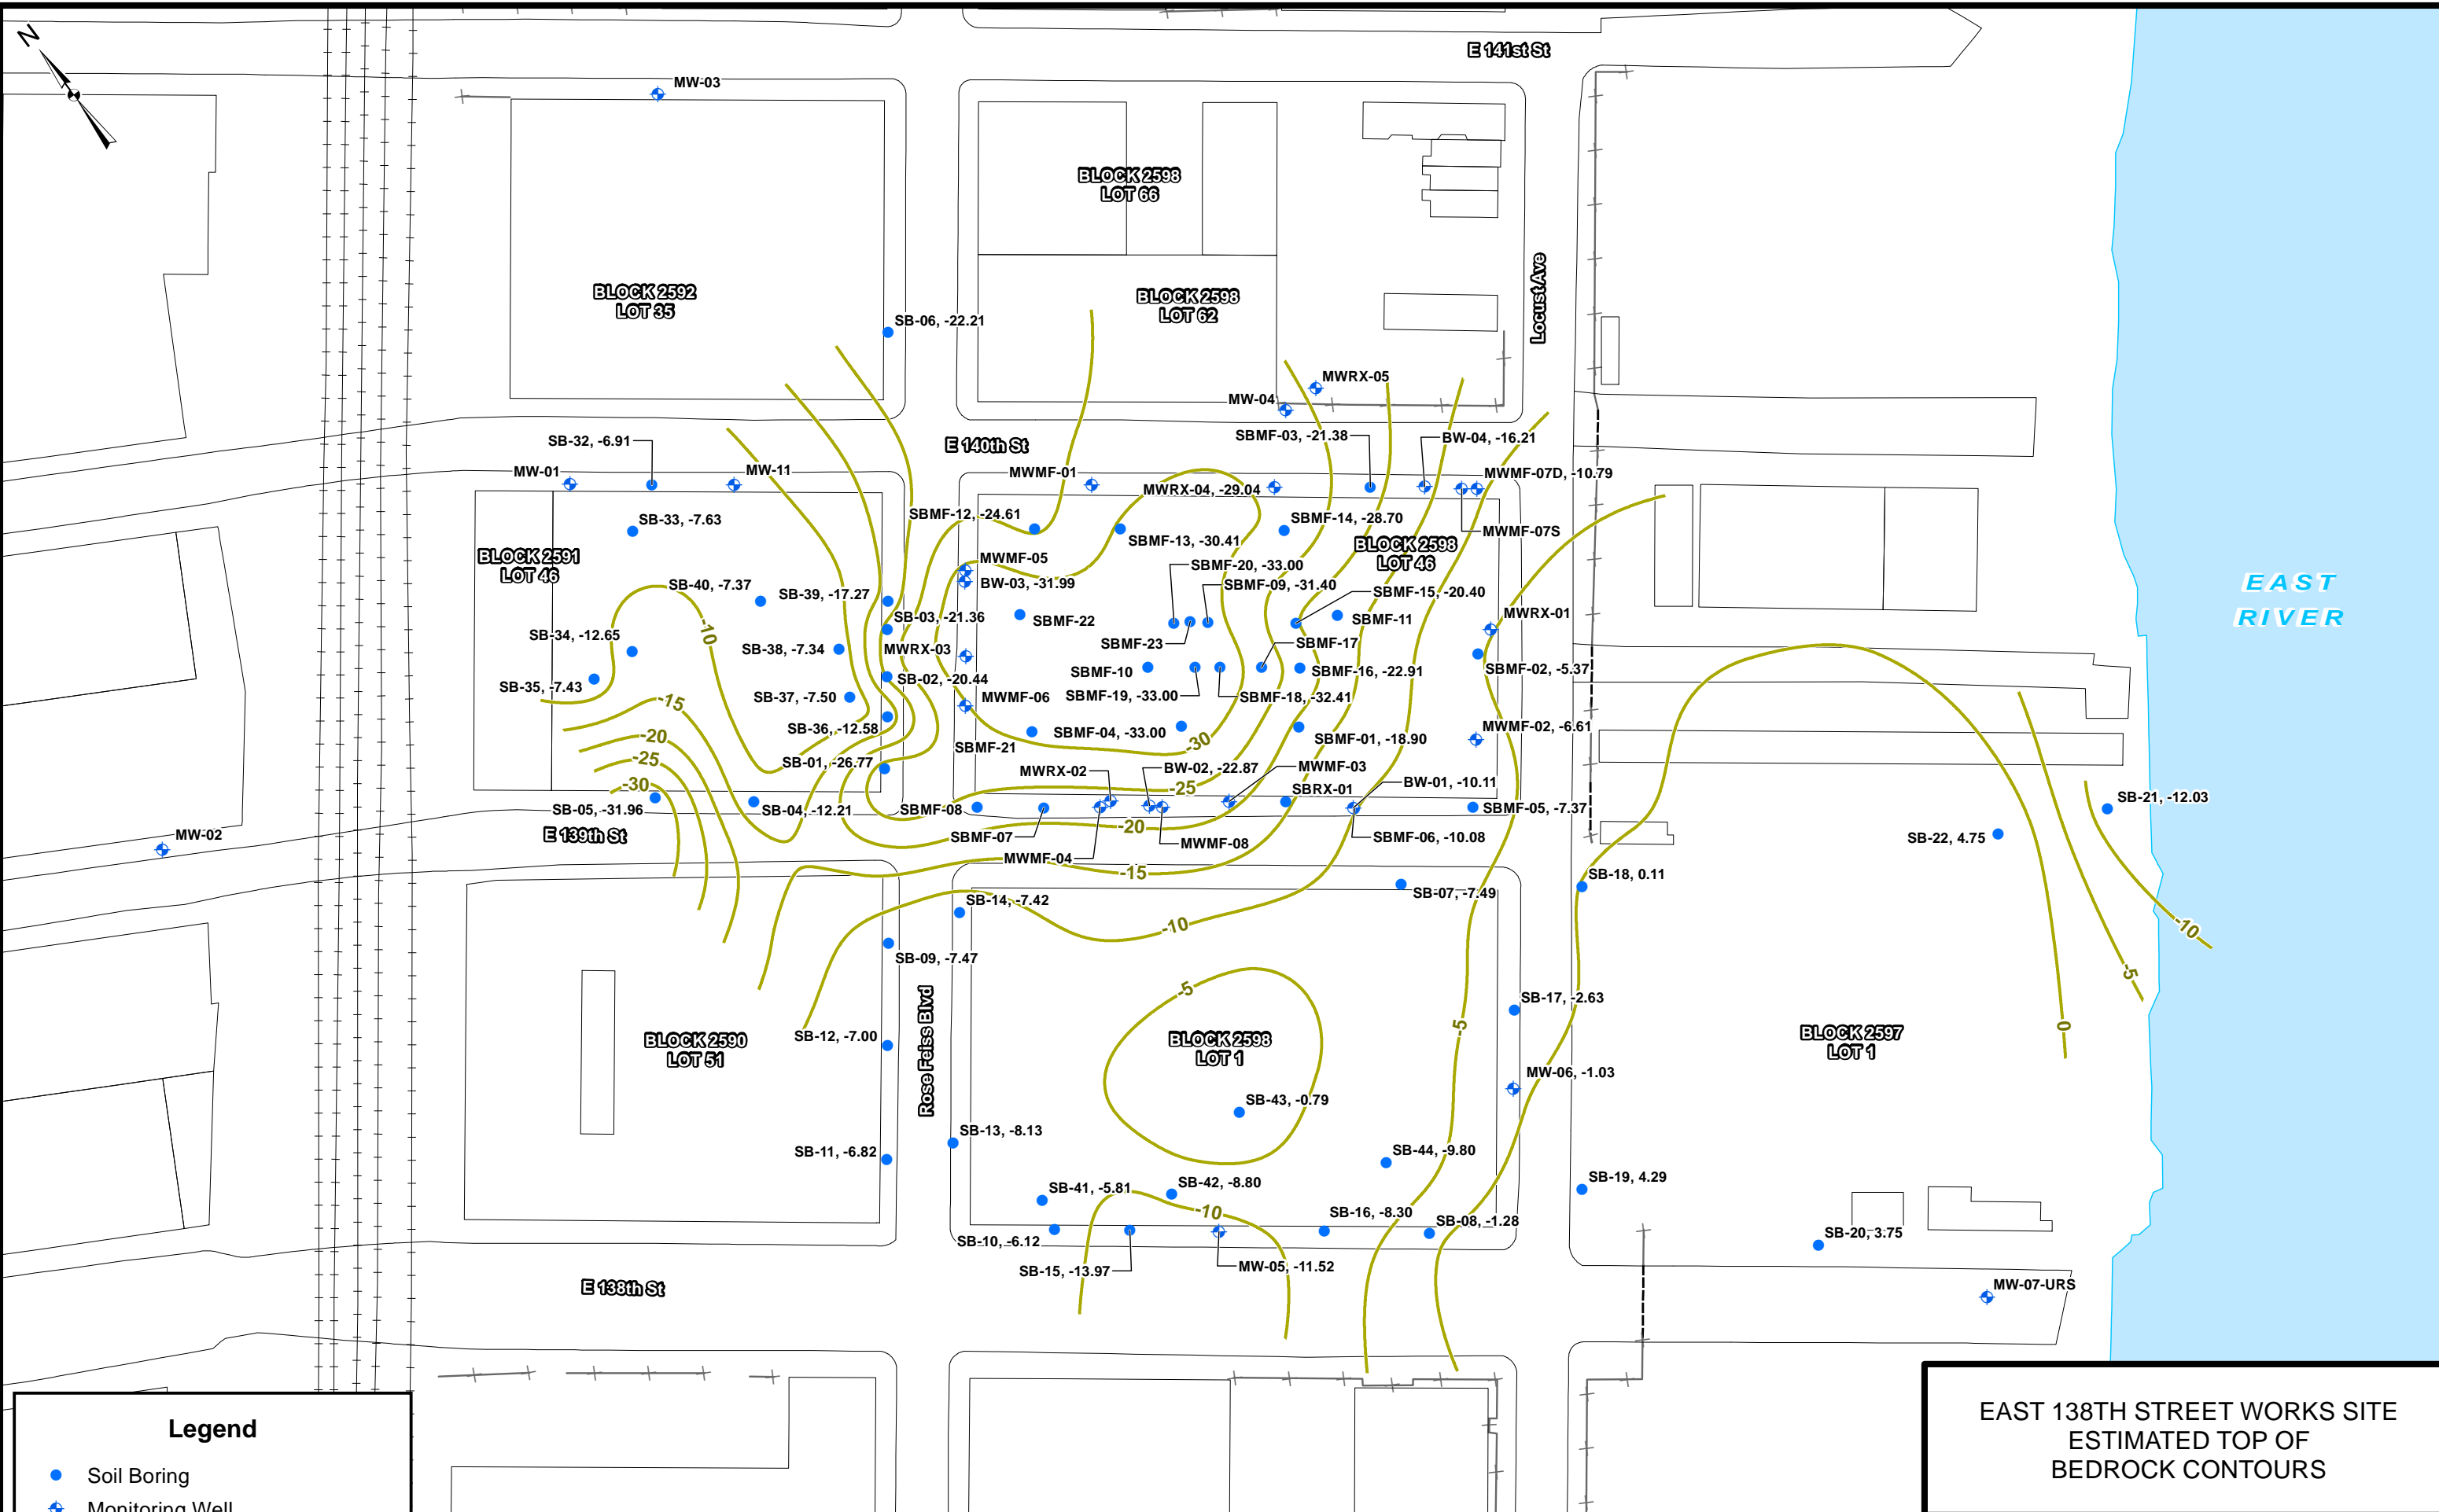 N
E 141st St
MW-03
BLOCK 2598
LOT 66
BLOCK 2592
LOT 35
BLOCK 2598
LOT 62
Locust Ave
SB-06, -22.21
MWRX-05
MW-04
SB-32, -6.91
E 140th St
SBMF-03, -21.38
BW-04, -16.21
MW-01
MW-11
MWMF-01
MWRX-04, -29.04
MWMF-07D, -10.79
SB-33, -7.63
SBMF-12, -24.61
SBMF-14, -28.70
MWMF-07S
SBMF-13, -30.41
BLOCK 2598
LOT 46
BLOCK 2591
LOT 46
MWMF-05
SBMF-20, -33.00
BW-03, -31.99
SBMF-09, -31.40
EAST
RIVER
SB-40, -7.37
SB-39, -17.27
SBMF-15, -20.40
SB-03, -21.36
SBMF-22
SBMF-11
MWRX-01
-10
SB-34, -12.65
SB-38, -7.34
MWRX-03
SBMF-23
SBMF-17
SBMF-10
SBMF-16, -22.91
SBMF-02, -5.37
SB-35, -7.43
SB-02, -20.44
SB-37, -7.50
MWMF-06
SBMF-19, -33.00
SBMF-18, -32.41
-15
SB-36, -12.58
SBMF-04, -33.00
MWMF-02, -6.61
-20
SBMF-21
-30
SBMF-01, -18.90
-25
SB-01, -26.77
MWRX-02
BW-02, -22.87
MWMF-03
BW-01, -10.11
-30
-25
SBRX-01
SB-05, -31.96
SB-04, -12.21
SBMF-08
SBMF-05, -7.37
SB-21, -12.03
MW-02
E 139th St
SBMF-07
-20
MWMF-08
SBMF-06, -10.08
SB-22, 4.75
MWMF-04
-15
SB-18, 0.11
SB-07, -7.49
SB-14, -7.42
-10
-10
SB-09, -7.47
-5
-5
SB-17, -2.63
Rose Feiss Blvd
SB-12, -7.00
BLOCK 2590
LOT 51
BLOCK 2598
LOT 1
-5
0
BLOCK 2597
LOT 1
MW-06, -1.03
SB-43, -0.79
SB-13, -8.13
SB-11, -6.82
SB-44, -9.80
SB-41, -5.81
SB-42, -8.80
SB-19, 4.29
-10
SB-16, -8.30
SB-08, -1.28
SB-10, -6.12
SB-20, 3.75
SB-15, -13.97
MW-05, -11.52
E 138th St
MW-07-URS
Legend
Soil Boring
Monitoring Well
EAST 138TH STREET WORKS SITE
ESTIMATED TOP OF
BEDROCK CONTOURS